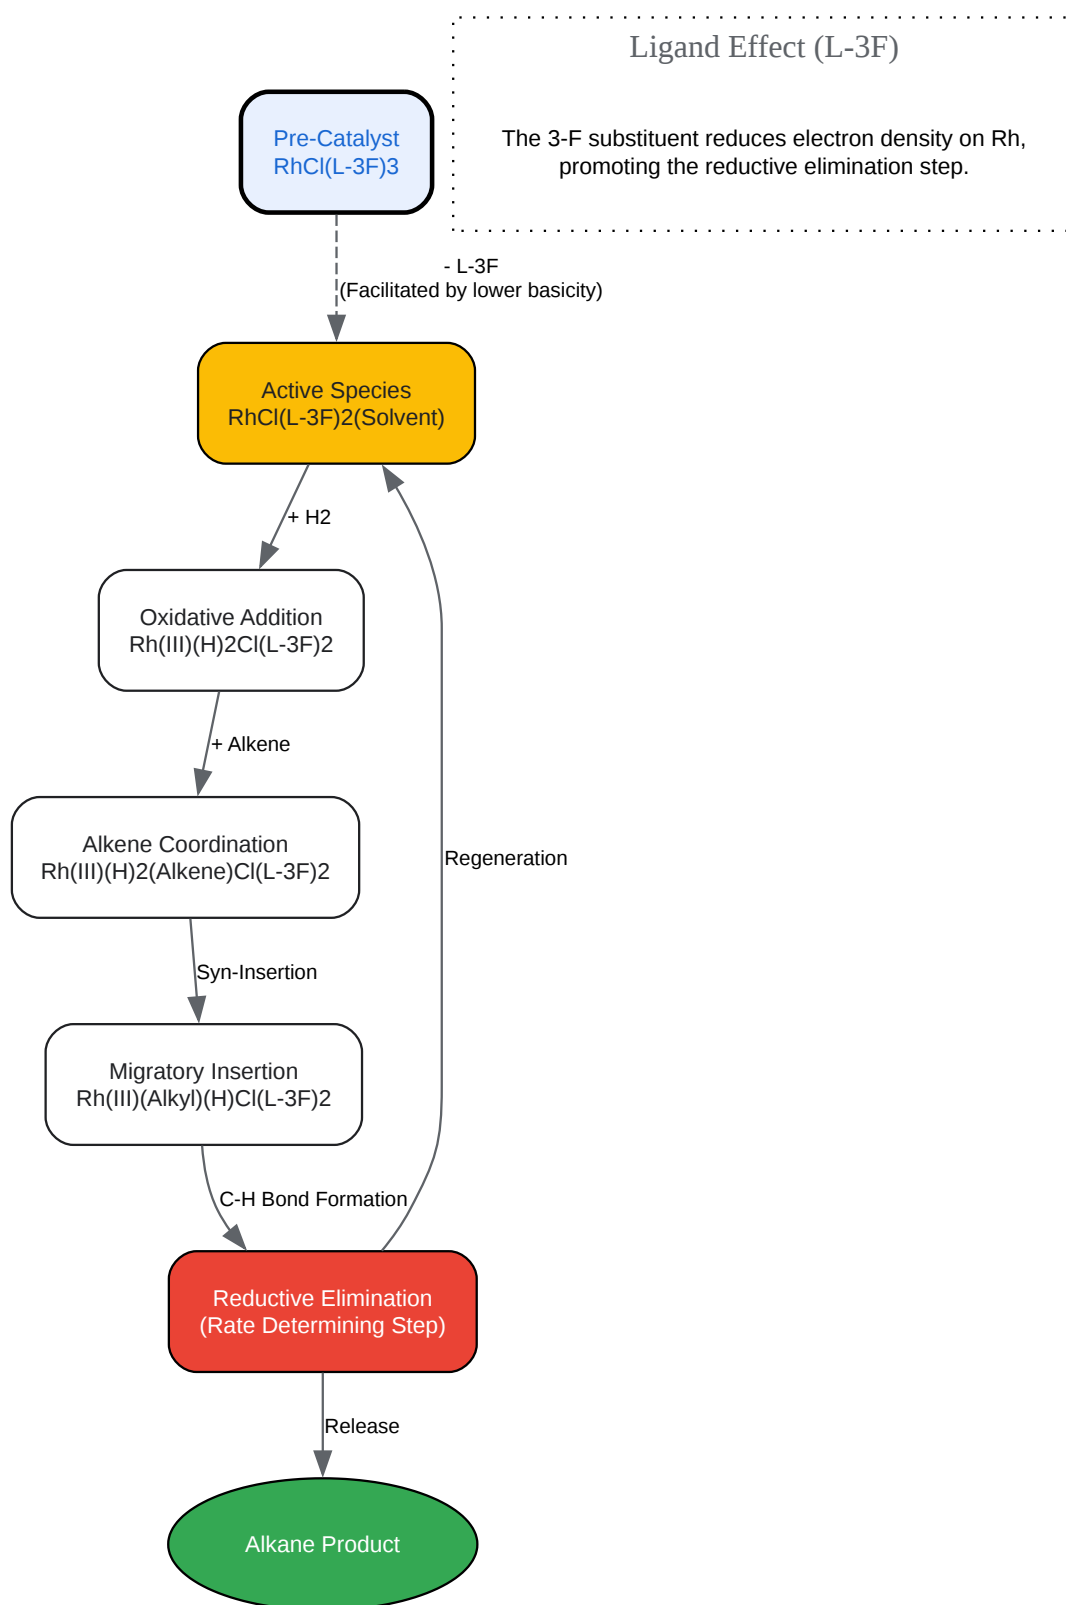 Ligand Effect (L-3F)
The 3-F substituent reduces electron density on Rh,
promoting the reductive elimination step.
Pre-Catalyst
RhCl(L-3F)3
- L-3F
(Facilitated by lower basicity)
Active Species
RhCl(L-3F)2(Solvent)
+ H2
Oxidative Addition
Rh(III)(H)2Cl(L-3F)2
+ Alkene
Alkene Coordination
Rh(III)(H)2(Alkene)Cl(L-3F)2
Regeneration
Syn-Insertion
Migratory Insertion
Rh(III)(Alkyl)(H)Cl(L-3F)2
C-H Bond Formation
Reductive Elimination
(Rate Determining Step)
Release
Alkane Product